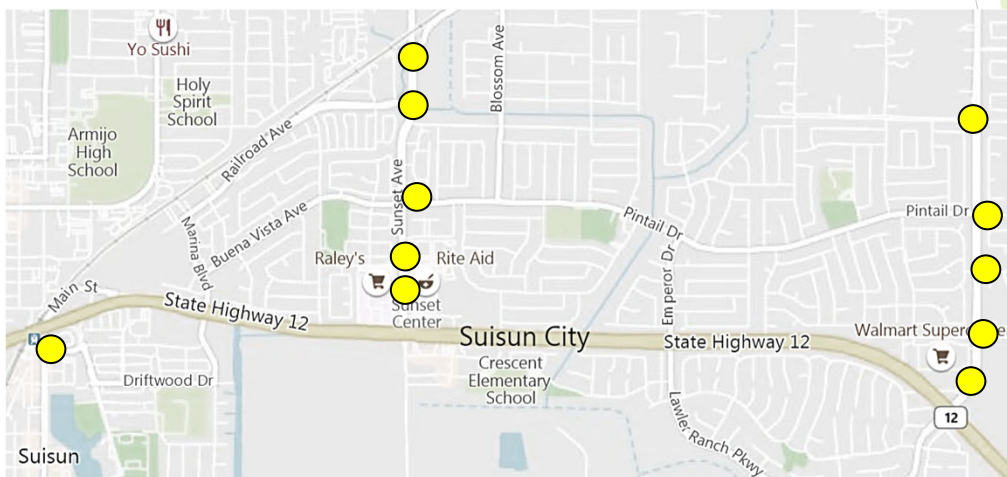 Yo Sushi
Holy
Spirit
School
Armijo
High
School
Railroad Ave
Blossom Ave
Sunset Ave
Marina Blvd
Buena Vista Ave
Pintail Dr
Pintail Dr
Raley's
Rite Aid
Emperor Dr
Main St
State Highway 12
Sunset
Center
Suisun City
State Highway 12
Walmart
Crescent
Elementary
School
Driftwood Dr
Lawler Ranch Pkwy
12
Suisun